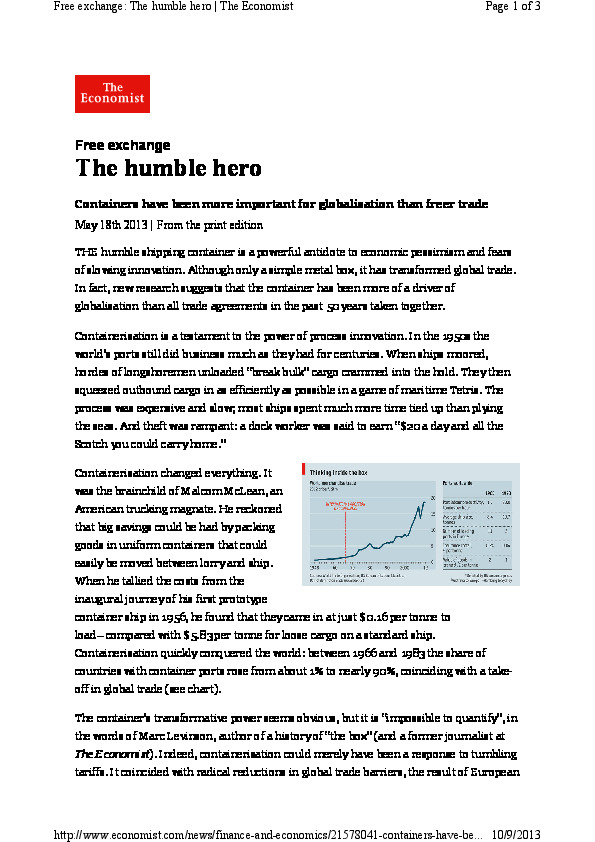 Free exchange: The humble hero | The Economist
Page 1 of 3
The
Economist
Free exchange
The humble hero
Containers have been more important for globalisation than freer trade
May 18th 2013 | From the print edition
THE humble shipping container is a powerful antidote to economic pessimism and fears
of slowing innovation. Although only a simple metal box, it has transformed global trade.
In fact, new research suggests that the container has been more of a driver of
globalisation than all trade agreements in the past 50 years taken together.
Containerisation is a testament to the power of process innovation. In the 1950s the
world's ports still did business much as they had for centuries. When ships moored,
hordes of longshoremen unloaded "break bulk" cargo crammed into the hold. They then
squeezed outbound cargo in as efficiently as possible in a game of maritime Tetris. The
process was expensive and slow; most ships spent much more time tied up than plying
the seas. And theft was rampant: a dock worker was said to earn "$20 a day and all the
Scotch you could carry home."
Containerisation changed everything. It
was the brainchild of Malcom McLean, an
American trucking magnate. He reckoned
that big savings could be had by packing
goods in uniform containers that could
easily be moved between lorry and ship.
When he tallied the costs from the
inaugural journey of his first prototype
container ship in 1956, he found that they came in at just $0.16 per tonne to
load—compared with $5.83 per tonne for loose cargo on a standard ship.
Containerisation quickly conquered the world: between 1966 and 1983 the share of
countries with container ports rose from about 1% to nearly 90%, coinciding with a take-
off in global trade (see chart).
Thinking inside the box
World merchandise trade
1965
The container's transformative power seems obvious, but it is "impossible to quantify", in
the words of Marc Levinson, author of a history of "the box" (and a former journalist at
The Economist). Indeed, containerisation could merely have been a response to tumbling
tariffs. It coincided with radical reductions in global trade barriers, the result of European
http://www.economist.com/news/finance-and-economics/21578041-containers-have-be...
10/9/2013